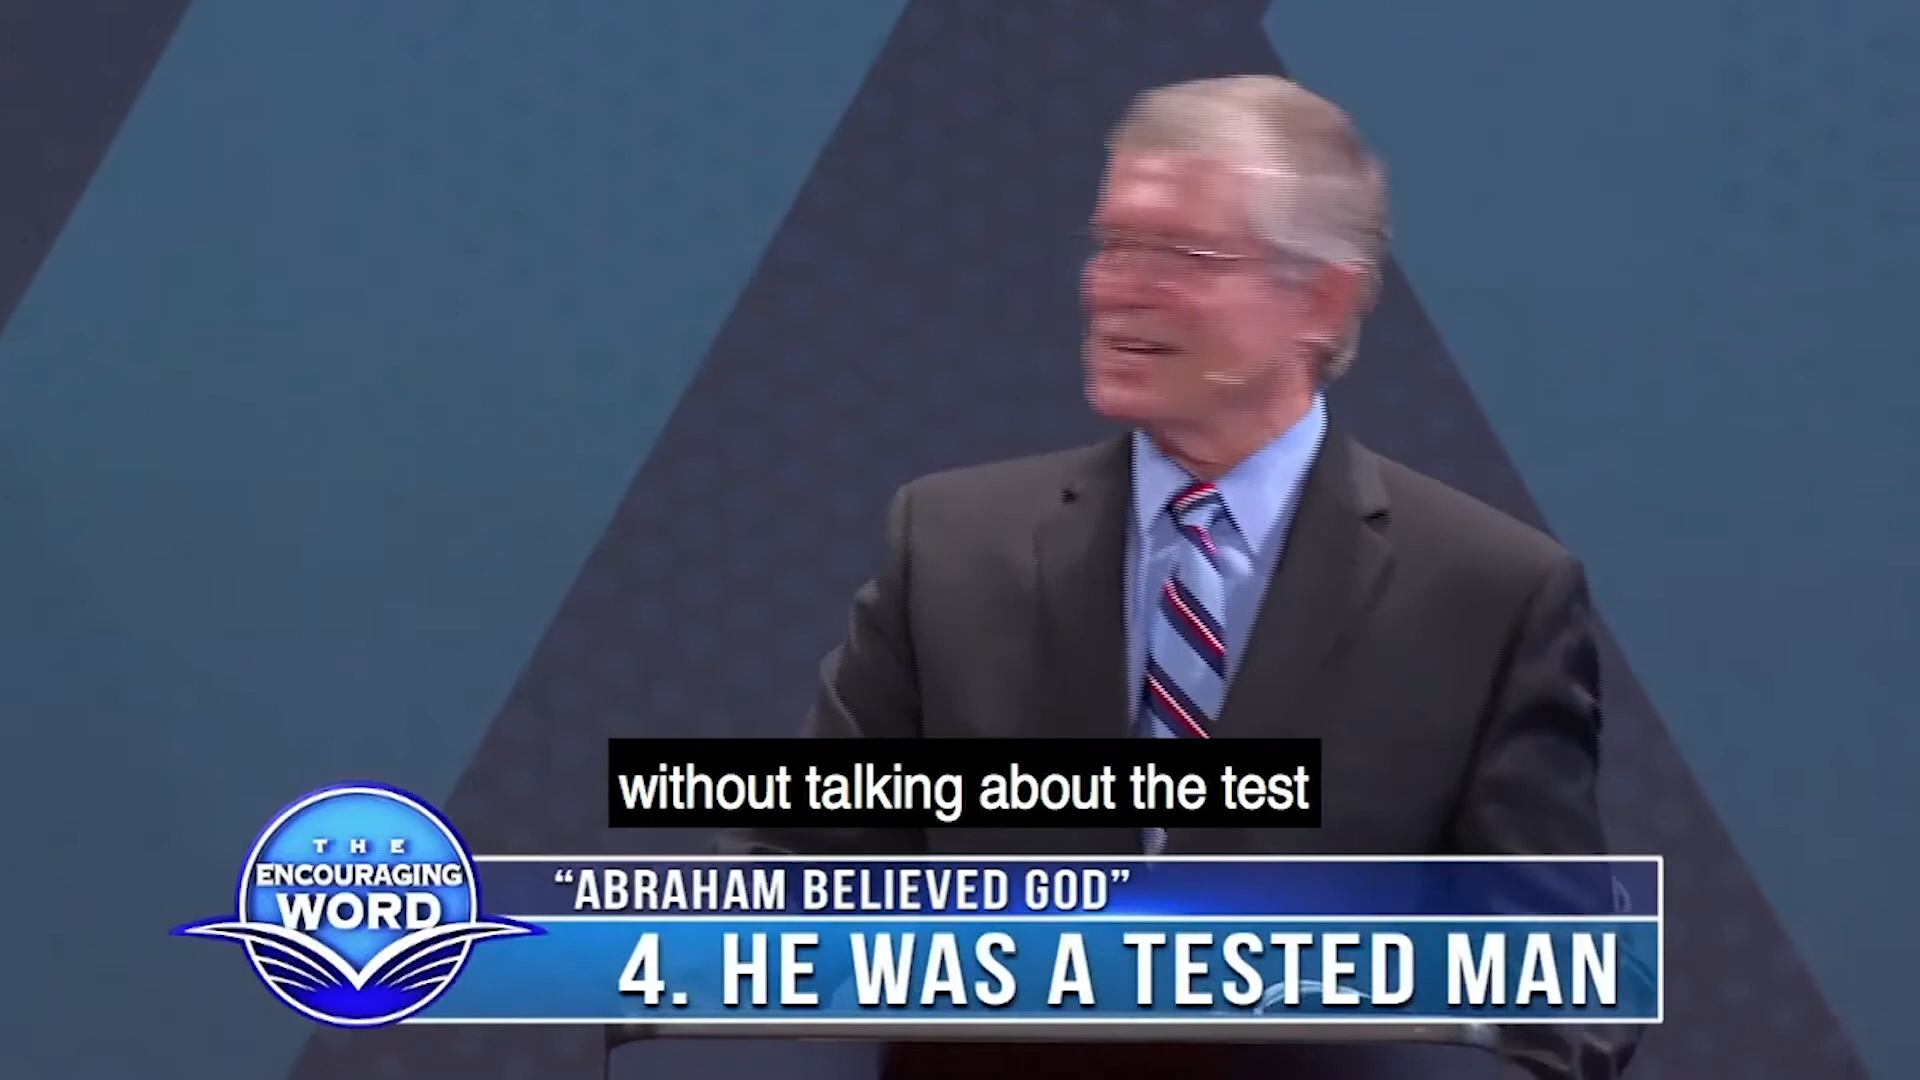 without talking about the test
THE
ENCOURAGING
WORD
“ABRAHAM BELIEVED GOD”
4. HE WAS A TESTED MAN